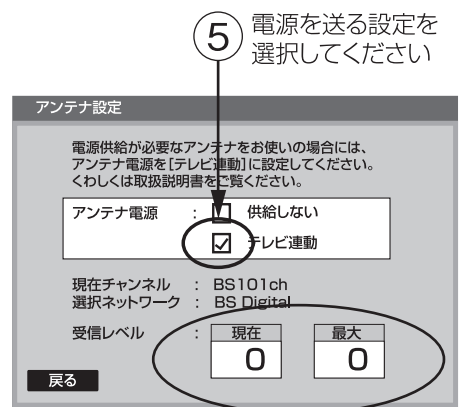 ⑤ 電源を送る設定を
選択してください
アンテナ設定
電源供給が必要なアンテナをお使いの場合には、
アンテナ電源を[テレビ連動]に設定してください。
くわしくは取扱説明書をご覧ください。
アンテナ電源 : 供給しない
テレビ連動
現在チャンネル : BS101ch
選択ネットワーク : BS Digital
受信レベル : 現在 最大
0 0
戻る